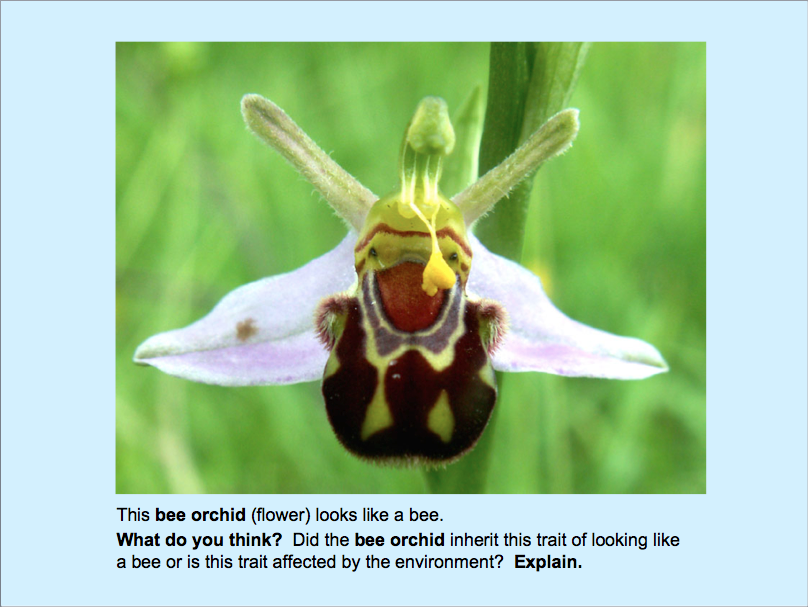 This bee orchid (flower) looks like a bee.
What do you think?  Did the bee orchid inherit this trait of looking like
a bee or is this trait affected by the environment?  Explain.